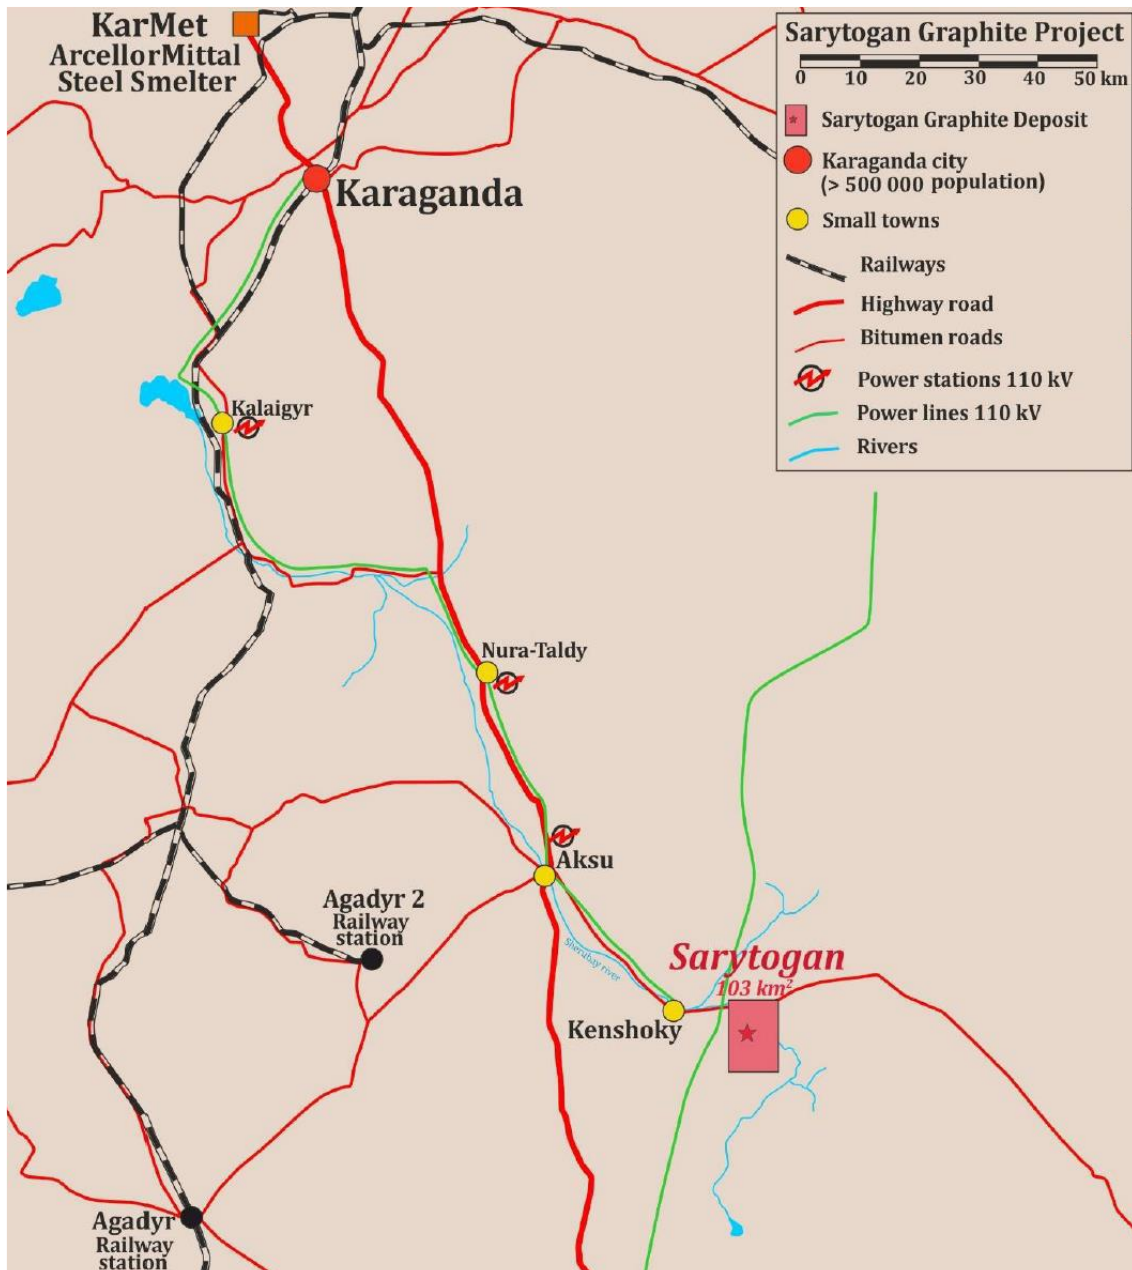 KarMet
ArcellorMittal
Steel Smelter
Karaganda
Sarytogan Graphite Project
0 10 20 30 40 50 km
Sarytogan Graphite Deposit
Karaganda city
(> 500 000 population)
Small towns
Railways
Highway road
Bitumen roads
Power stations 110 kV
Power lines 110 kV
Rivers
Kalaigyr
Nura-Taldy
Aksu
Agadyr 2
Railway
station
Sherubay river
Sarytogan
103 km²
Kenshoky
Agadyr
Railway
station